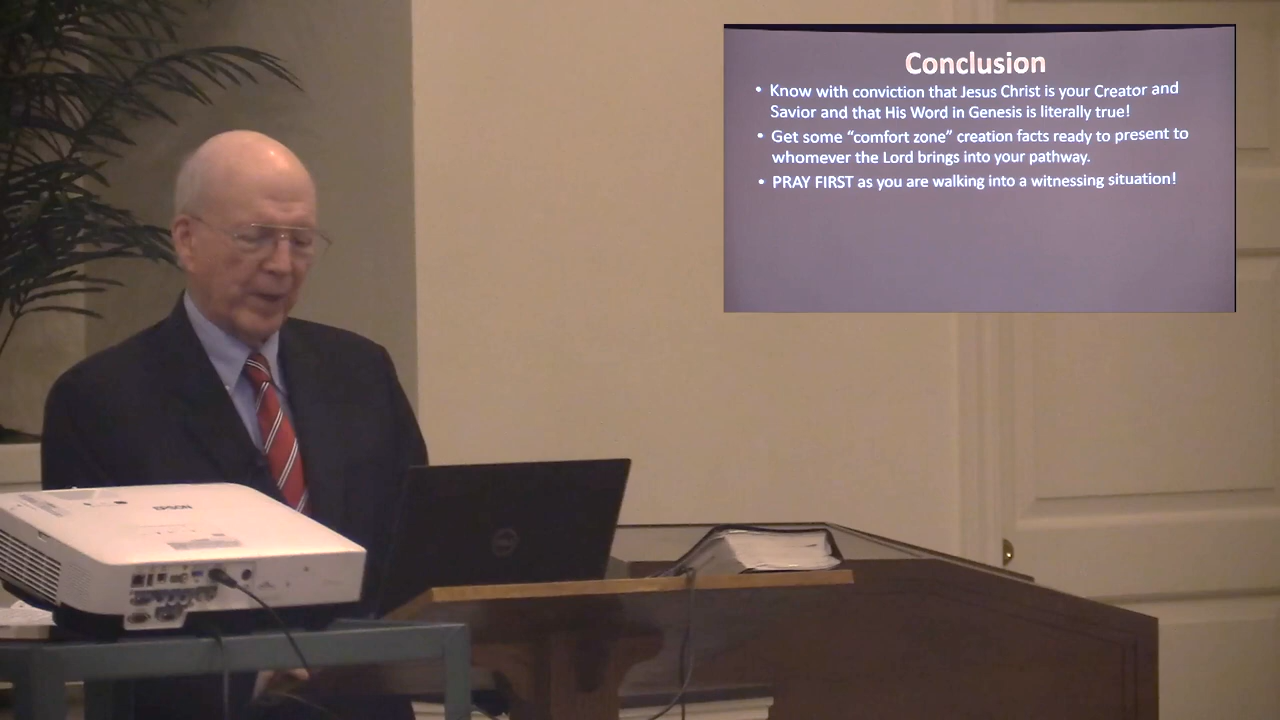 Conclusion
• Know with conviction that Jesus Christ is your Creator and
Savior and that His Word in Genesis is literally true!
• Get some “comfort zone” creation facts ready to present to
whomever the Lord brings into your pathway.
• PRAY FIRST as you are walking into a witnessing situation!
EPSON
DELL